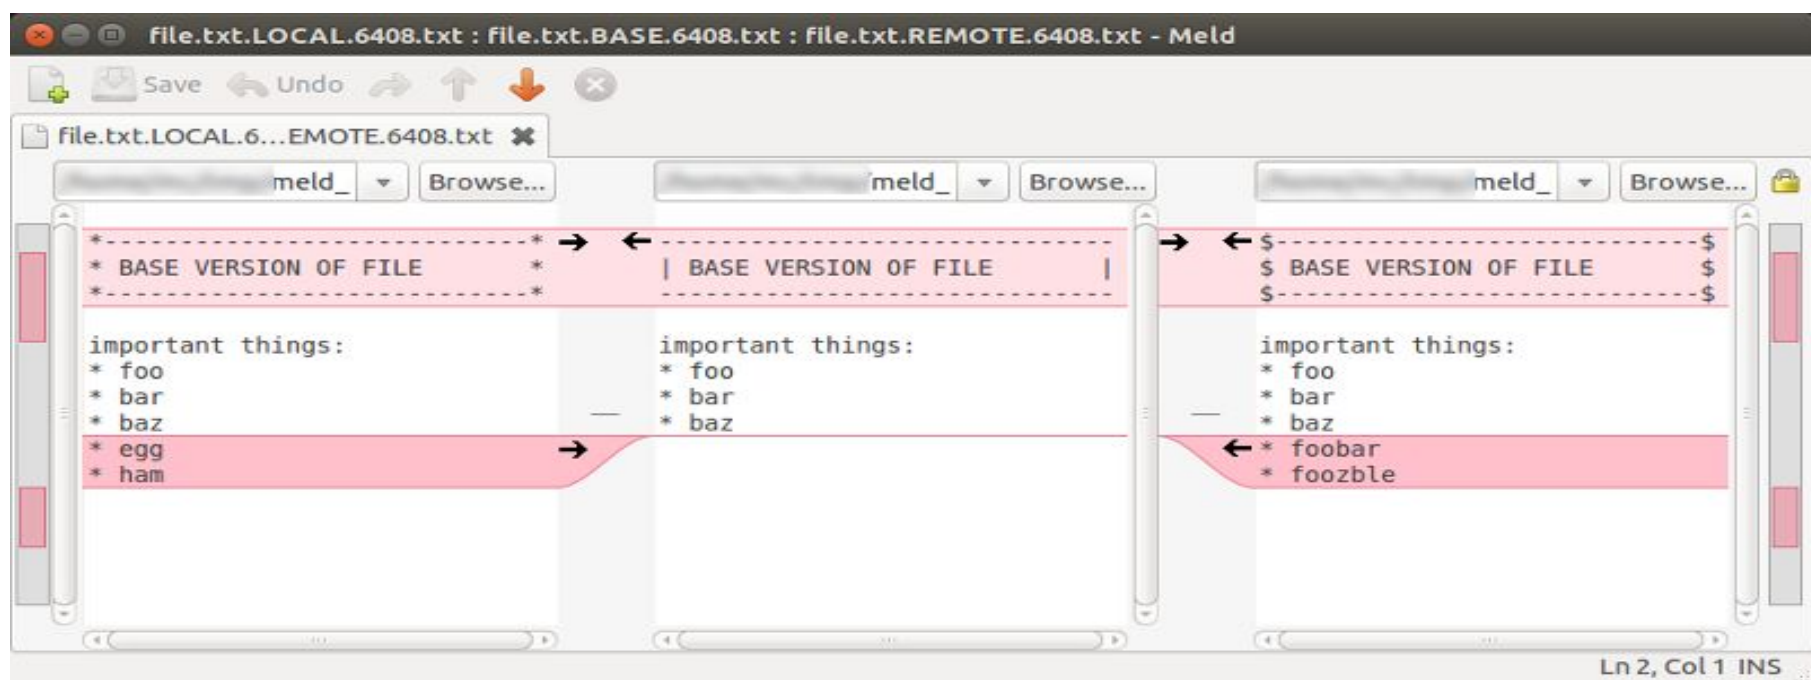 file.txt.LOCAL.6408.txt : file.txt.BASE.6408.txt : file.txt.REMOTE.6408.txt - Meld
Save Undo
file.txt.LOCAL.6...EMOTE.6408.txt
meld_ Browse...
/meld_ Browse...
meld_ Browse...
*----------------------------*
* BASE VERSION OF FILE       *
*----------------------------*
important things:
* foo
* bar
* baz
* egg
* ham
------------------------------
| BASE VERSION OF FILE       |
------------------------------
important things:
* foo
* bar
* baz
$----------------------------$
$ BASE VERSION OF FILE       $
$----------------------------$
important things:
* foo
* bar
* baz
* foobar
* foozble
Ln 2, Col 1 INS